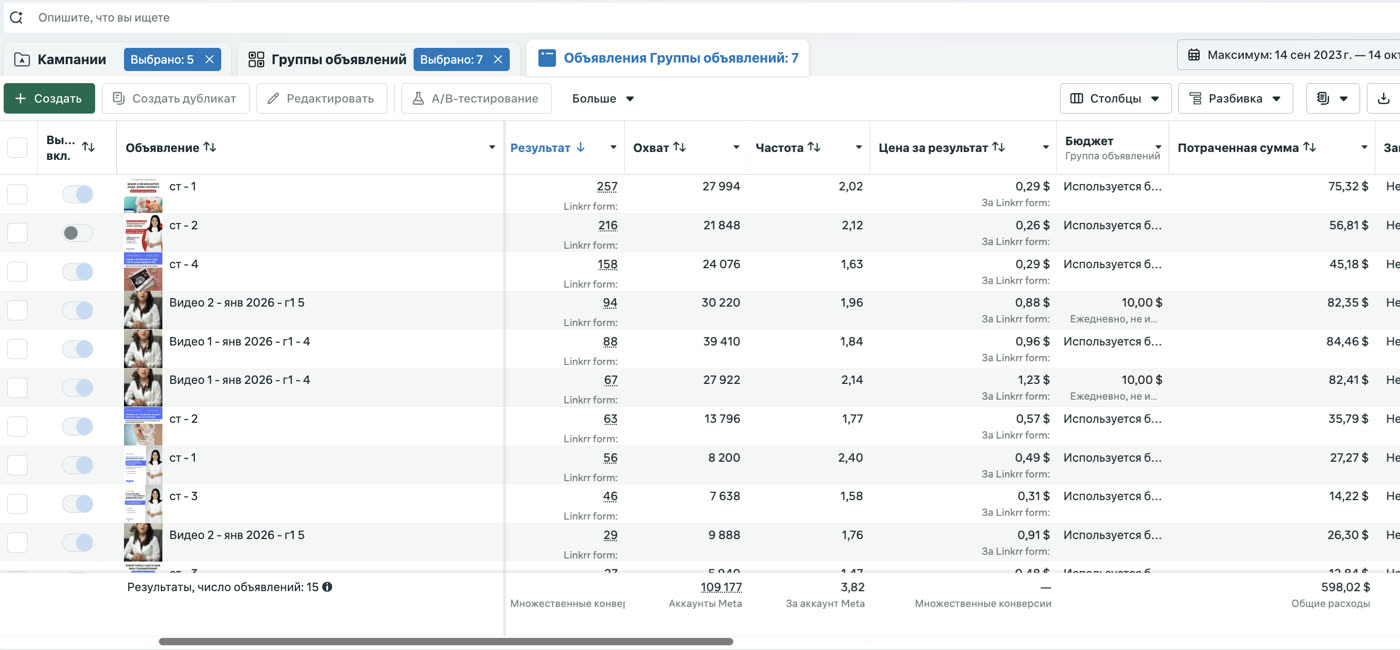 Опишите, что вы ищете
Кампании Выбрано: 5 Группы объявлений Выбрано: 7 Объявления Группы объявлений: 7 Максимум: 14 сен 2023 г. — 14 окт
+ Создать Создать дубликат Редактировать A/B-тестирование Больше Столбцы Разбивка
Вы... вкл. Объявление Результат Охват Частота Цена за результат Бюджет Группа объявлений Потраченная сумма
ст - 1 257 27 994 2,02 0,29 $ Используется б... 75,32 $ Не
Linkrr form: За Linkrr form:
ст - 2 216 21 848 2,12 0,26 $ Используется б... 56,81 $ Не
Linkrr form: За Linkrr form:
ст - 4 158 24 076 1,63 0,29 $ Используется б... 45,18 $ Не
Linkrr form: За Linkrr form:
Видео 2 - янв 2026 - г1 5 94 30 220 1,96 0,88 $ 10,00 $ 82,35 $ Не
Linkrr form: За Linkrr form: Ежедневно, не и...
Видео 1 - янв 2026 - г1 - 4 88 39 410 1,84 0,96 $ Используется б... 84,46 $ Не
Linkrr form: За Linkrr form:
Видео 1 - янв 2026 - г1 - 4 67 27 922 2,14 1,23 $ 10,00 $ 82,41 $ Не
Linkrr form: За Linkrr form: Ежедневно, не и...
ст - 2 63 13 796 1,77 0,57 $ Используется б... 35,79 $ Не
Linkrr form: За Linkrr form:
ст - 1 56 8 200 2,40 0,49 $ Используется б... 27,27 $ Не
Linkrr form: За Linkrr form:
ст - 3 46 7 638 1,58 0,31 $ Используется б... 14,22 $ Не
Linkrr form: За Linkrr form:
Видео 2 - янв 2026 - г1 5 29 9 888 1,76 0,91 $ Используется б... 26,30 $ Не
Linkrr form: За Linkrr form:
Результаты, число объявлений: 15 109 177 3,82 — 598,02 $
Множественные конвер Аккаунты Meta За аккаунт Meta Множественные конверсии Общие расходы